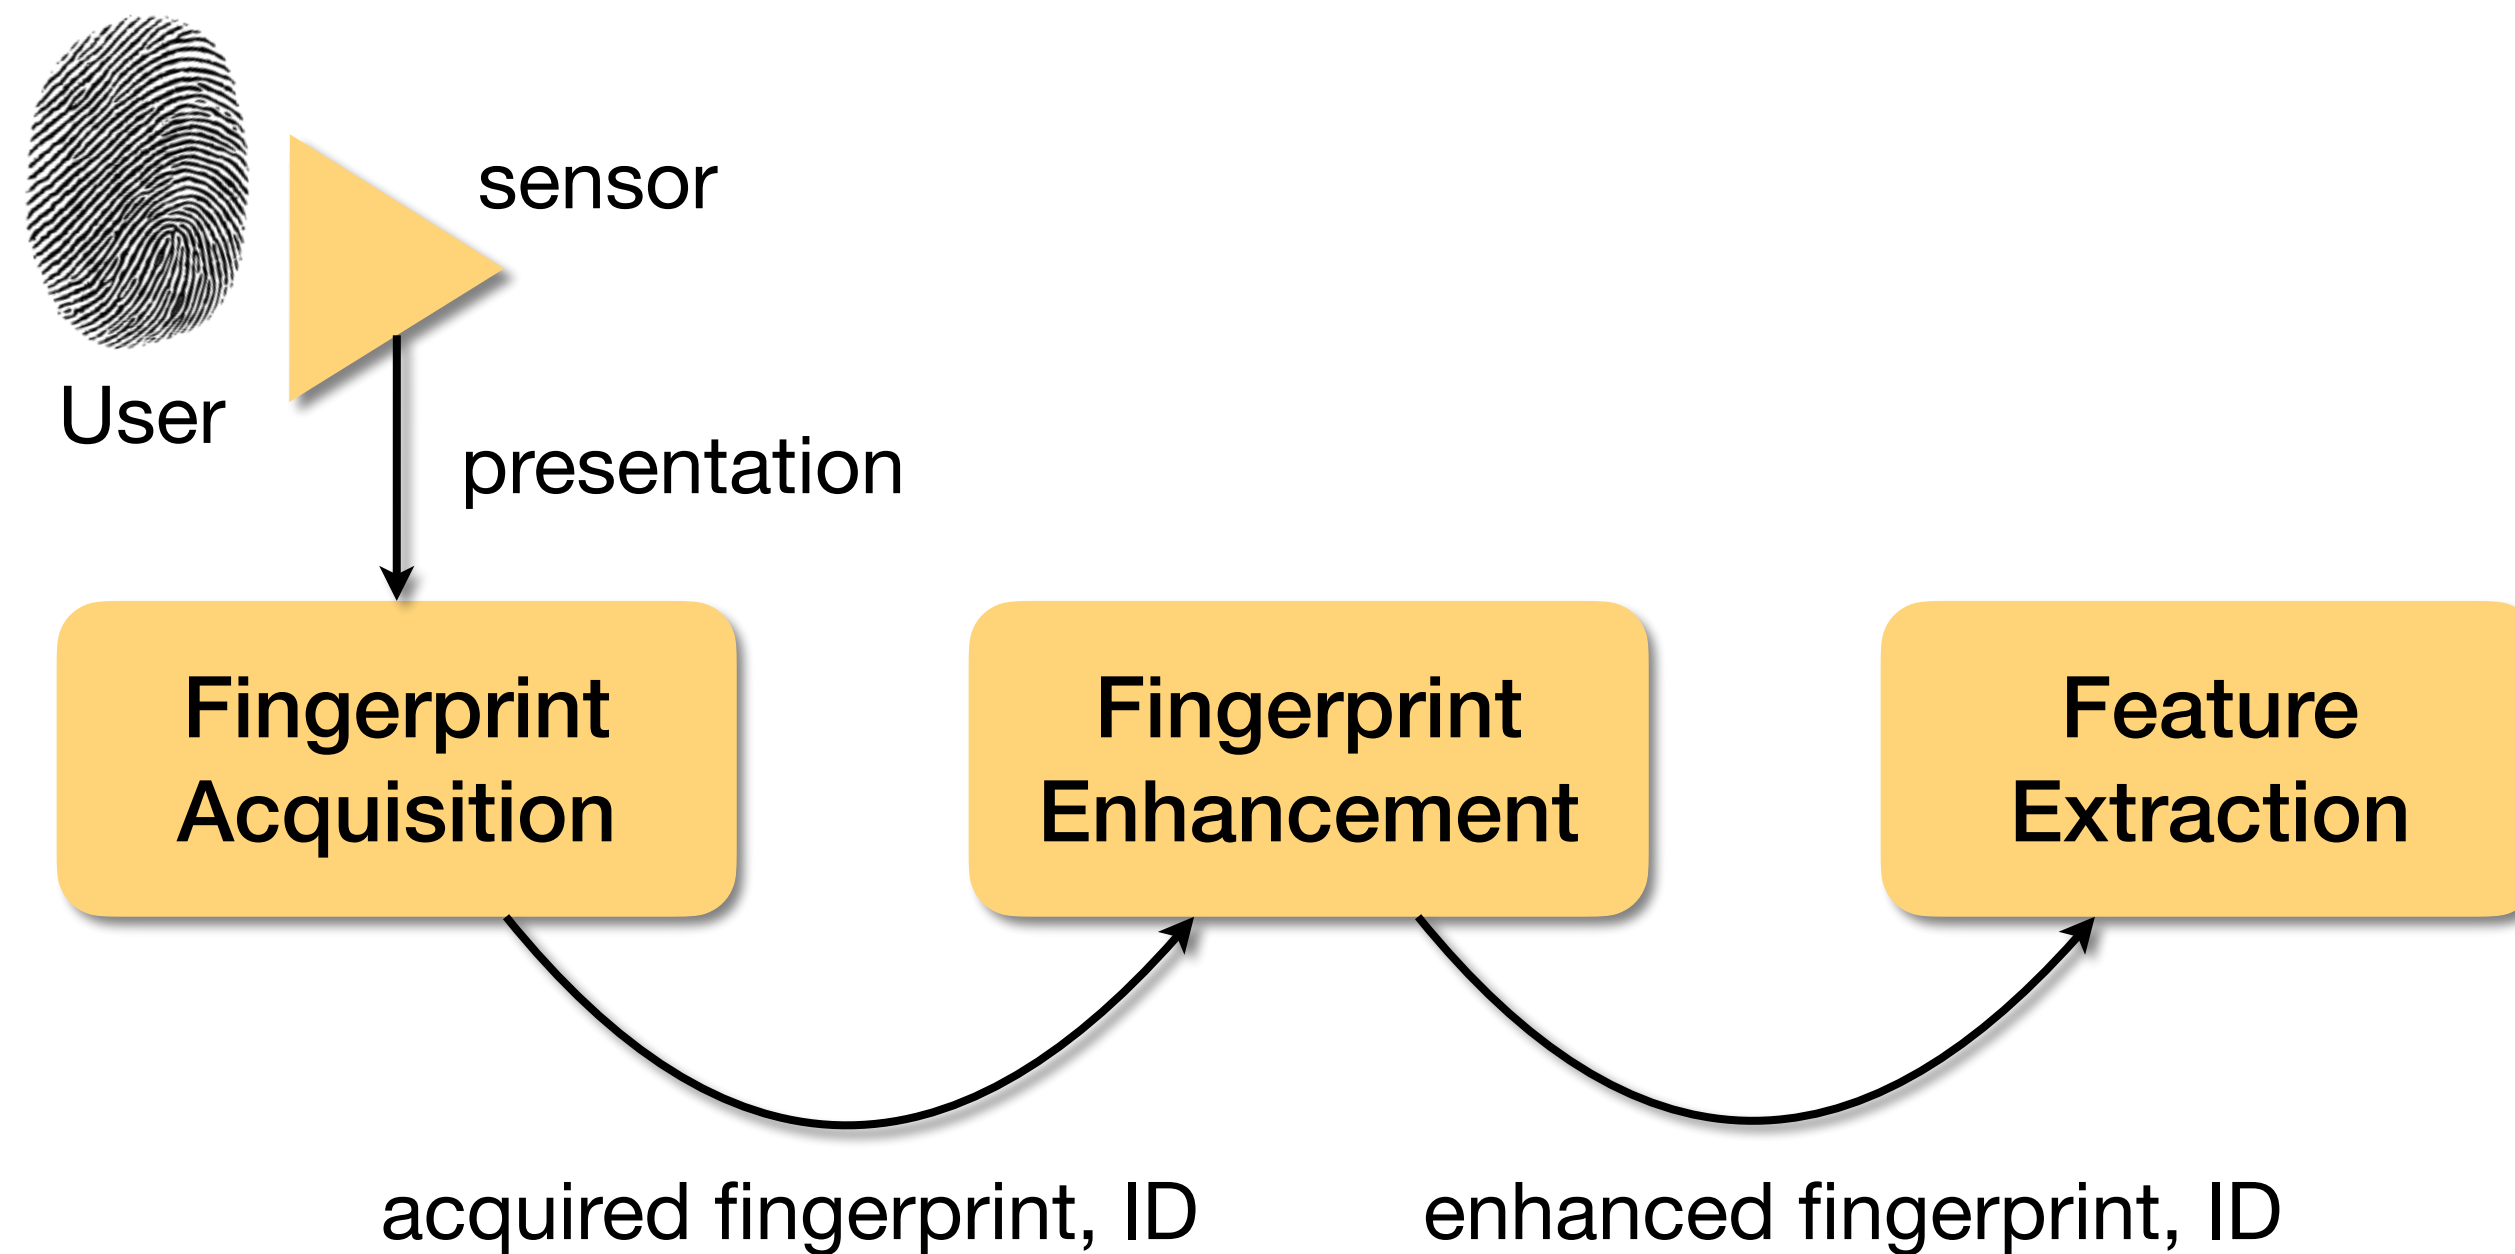 sensor
User
presentation
Fingerprint
Acquisition
Fingerprint
Enhancement
Feature
Extraction
acquired fingerprint, ID
enhanced fingerprint, ID